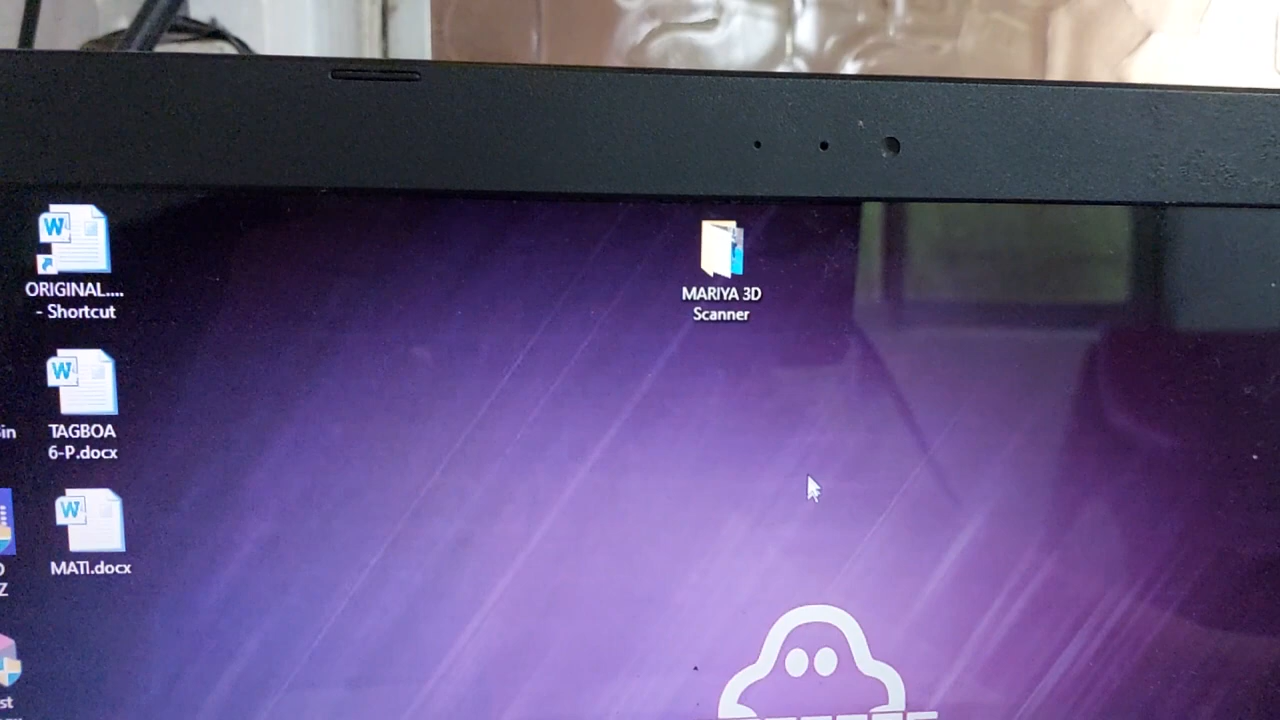 ORIGINAL....
- Shortcut
MARIYA 3D
Scanner
TAGBOA
6-P.docx
MATI.docx